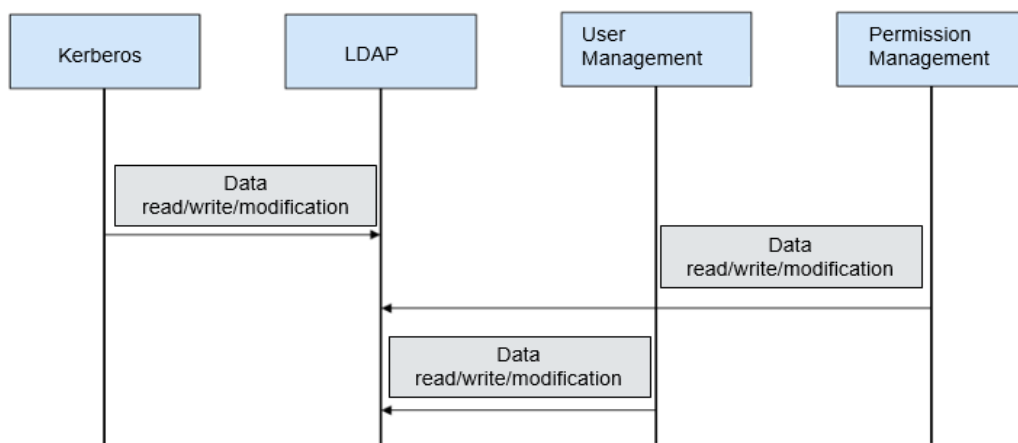 Kerberos
LDAP
User
Management
Permission
Management
Data
read/write/modification
Data
read/write/modification
Data
read/write/modification